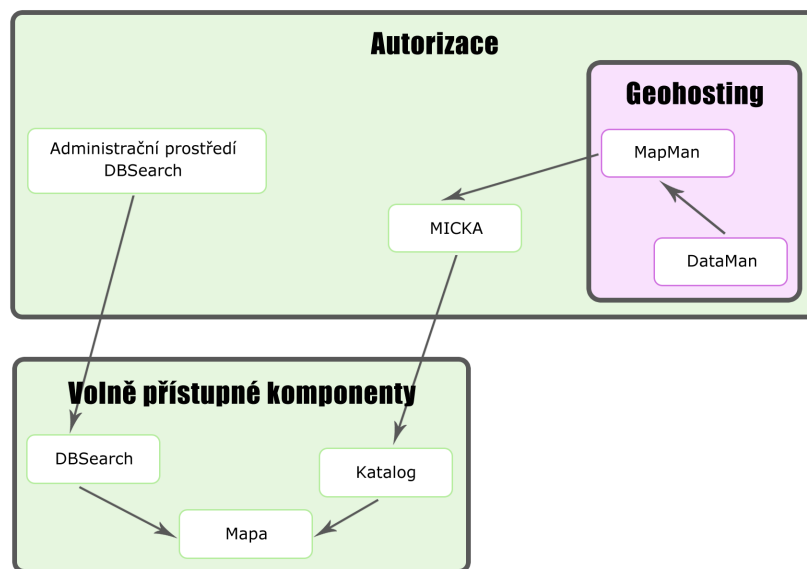 Autorizace
Geohosting
Administrační prostředí
DBSearch
MapMan
MICKA
DataMan
Volně přístupné komponenty
DBSearch
Katalog
Mapa